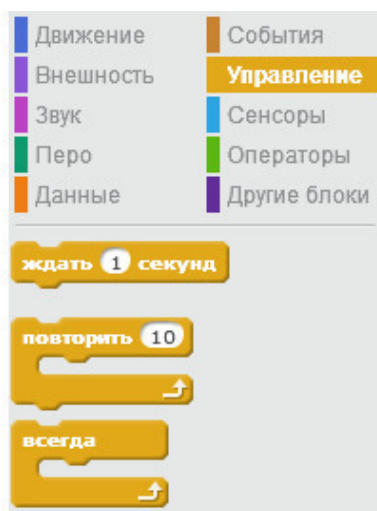 Движение
События
Внешность
Управление
Звук
Сенсоры
Перо
Операторы
Данные
Другие блоки
ждать 1 секунд
повторить 10
всегда